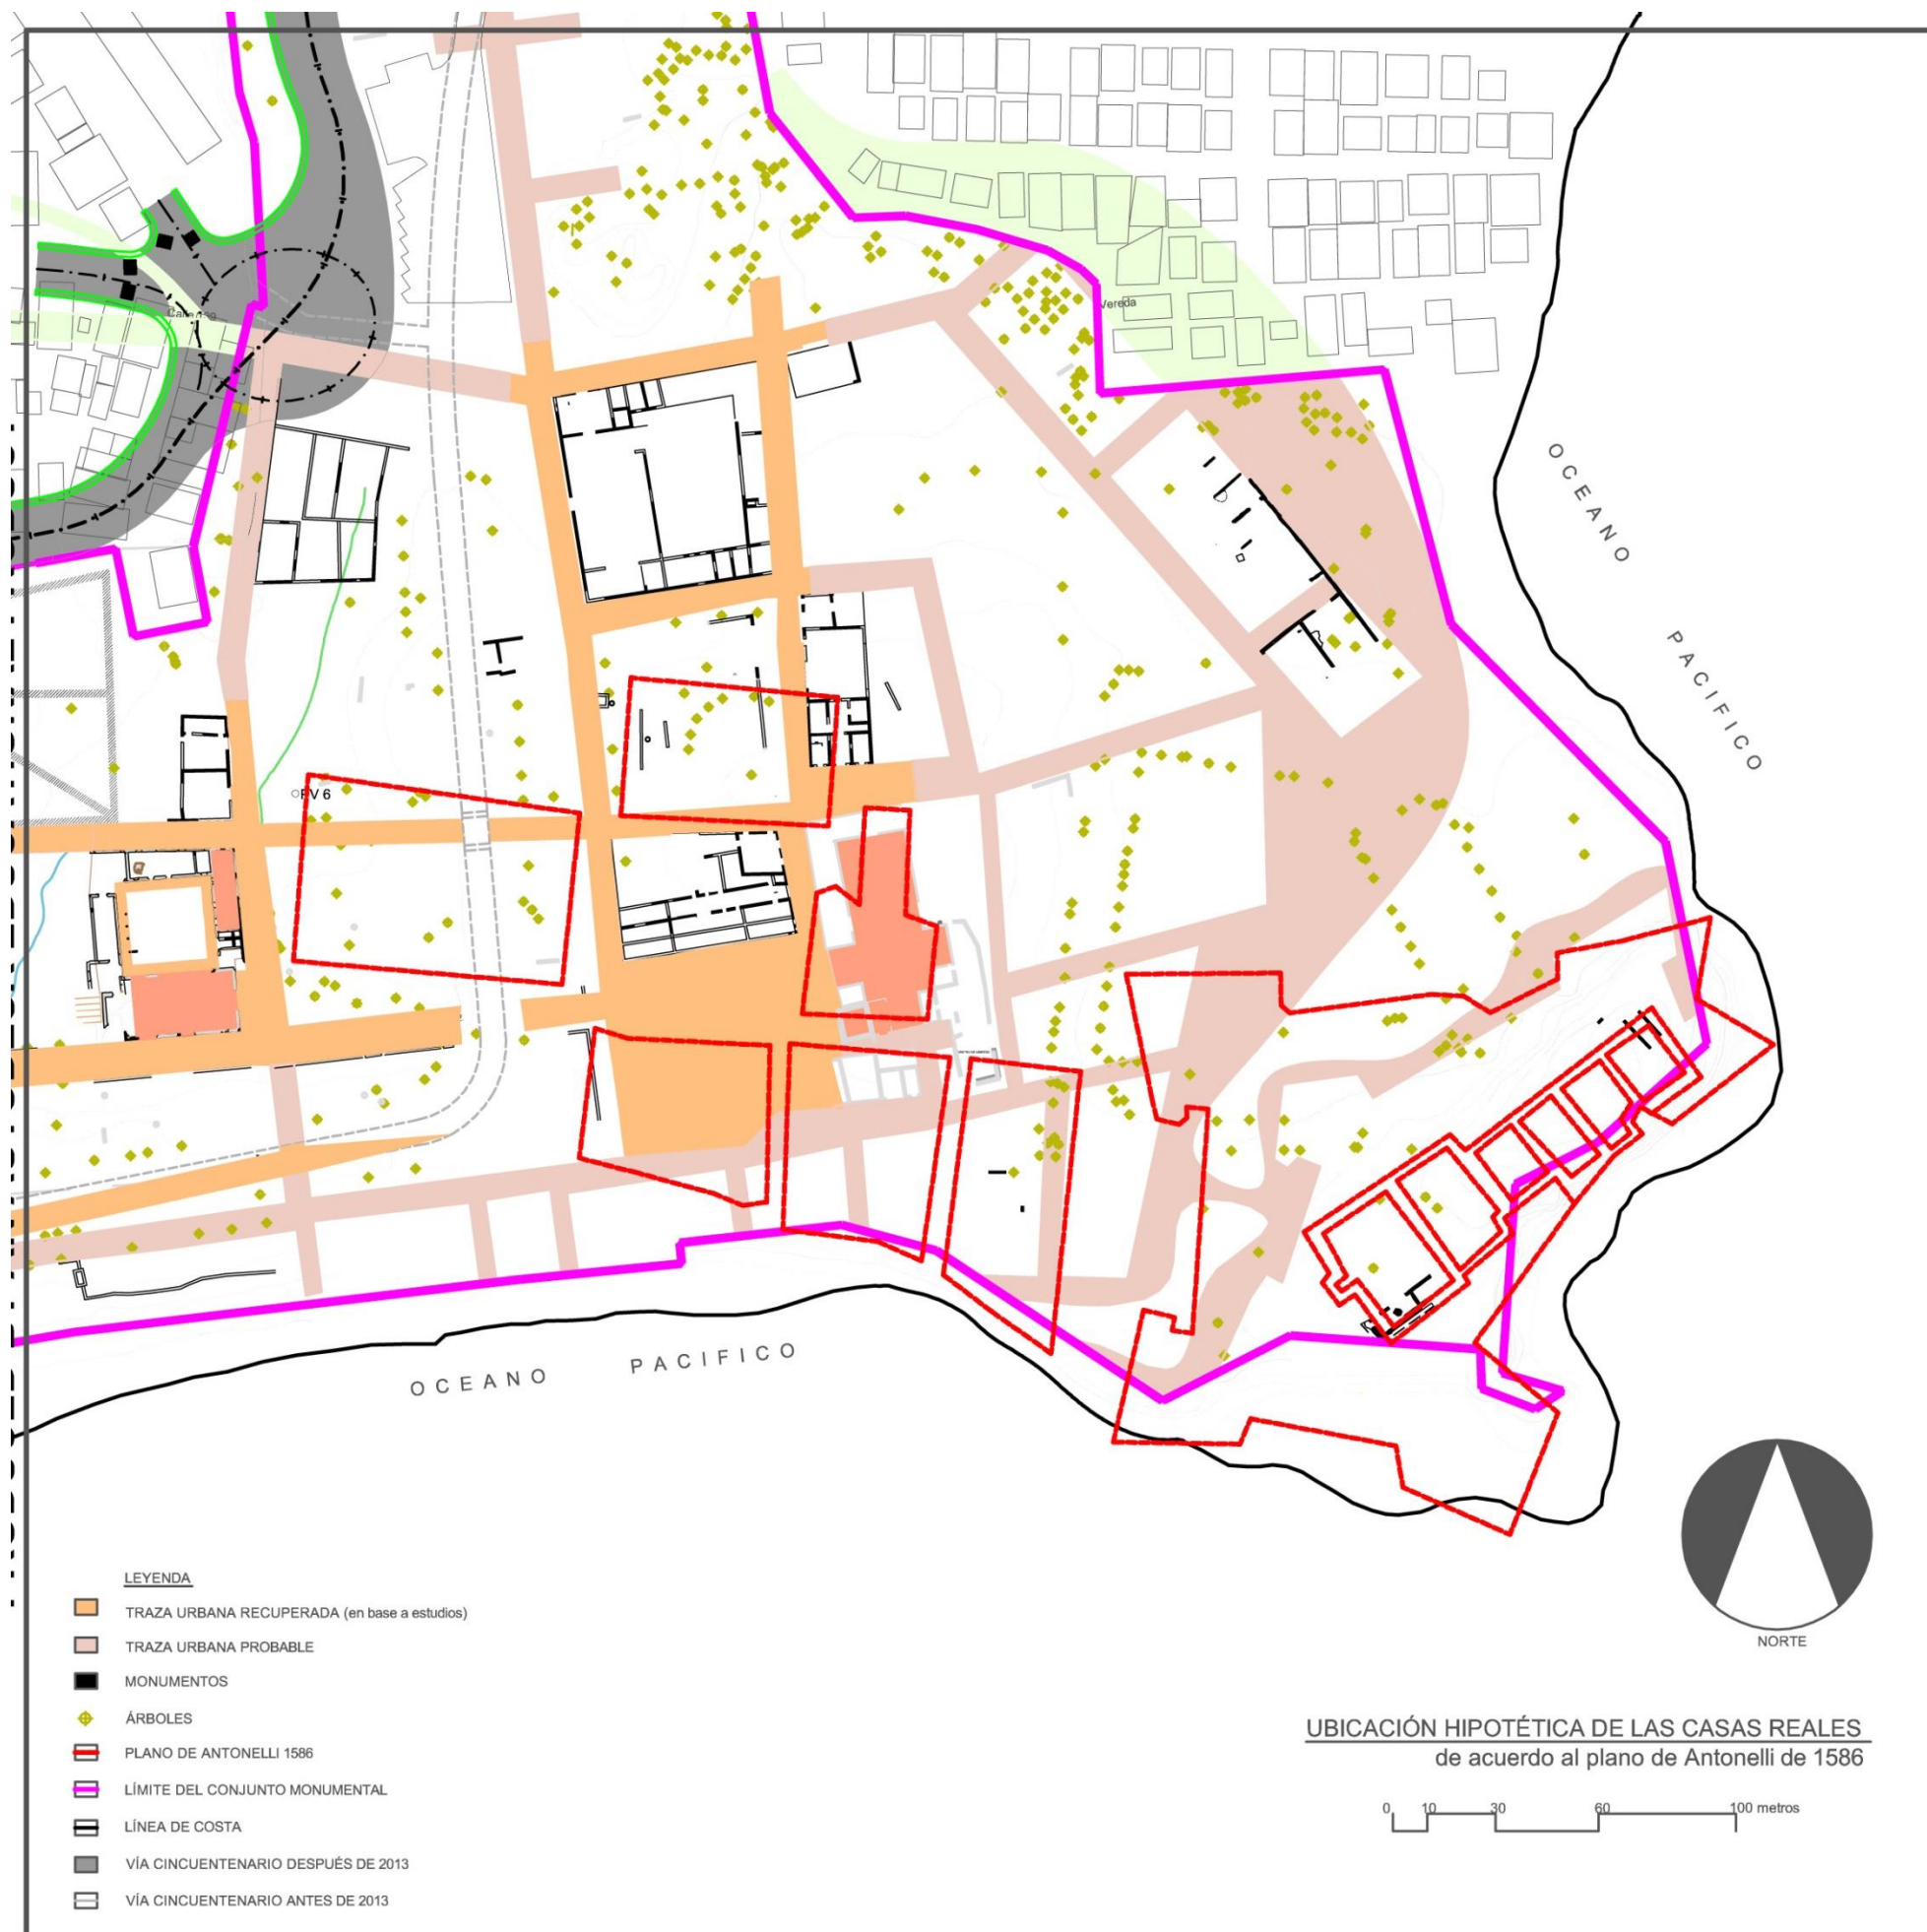 Vereda
OCEANO PACIFICO
PV 6
OCEANO PACIFICO
LEYENDA
TRAZA URBANA RECUPERADA (en base a estudios)
TRAZA URBANA PROBABLE
MONUMENTOS
ÁRBOLES
PLANO DE ANTONELLI 1586
LÍMITE DEL CONJUNTO MONUMENTAL
LÍNEA DE COSTA
VÍA CINCUENTENARIO DESPUÉS DE 2013
VÍA CINCUENTENARIO ANTES DE 2013
NORTE
UBICACIÓN HIPOTÉTICA DE LAS CASAS REALES
de acuerdo al plano de Antonelli de 1586
0 10 30 60 100 metros